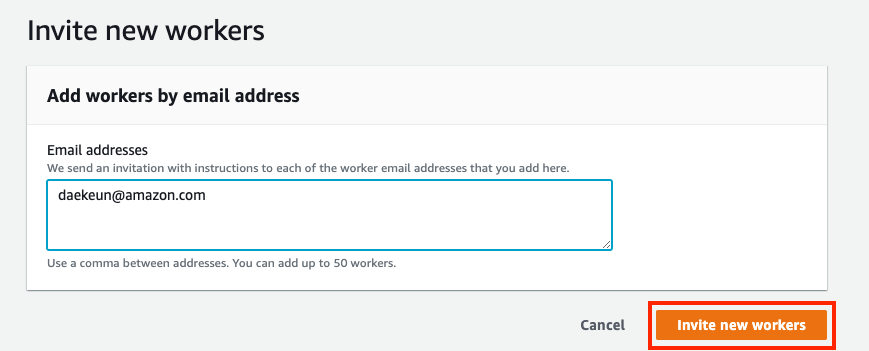 Invite new workers
Add workers by email address
Email addresses
We send an invitation with instructions to each of the worker email addresses that you add here.
daekeun@amazon.com
Use a comma between addresses. You can add up to 50 workers.
Cancel
Invite new workers